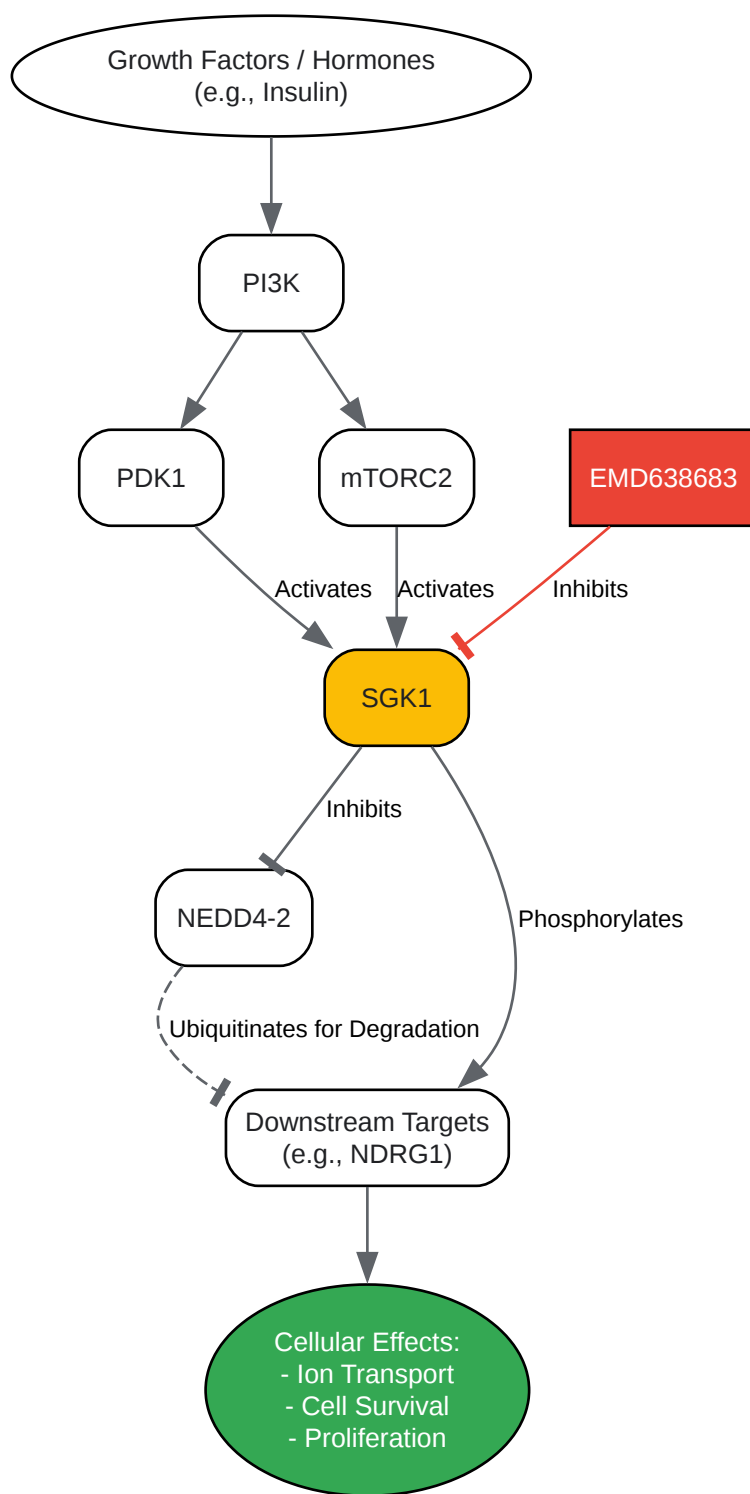 Growth Factors / Hormones
(e.g., Insulin)
PI3K
PDK1
mTORC2
EMD638683
Activates
Activates
Inhibits
SGK1
Inhibits
NEDD4-2
Phosphorylates
Ubiquitinates for Degradation
Downstream Targets
(e.g., NDRG1)
Cellular Effects:
- Ion Transport
- Cell Survival
- Proliferation